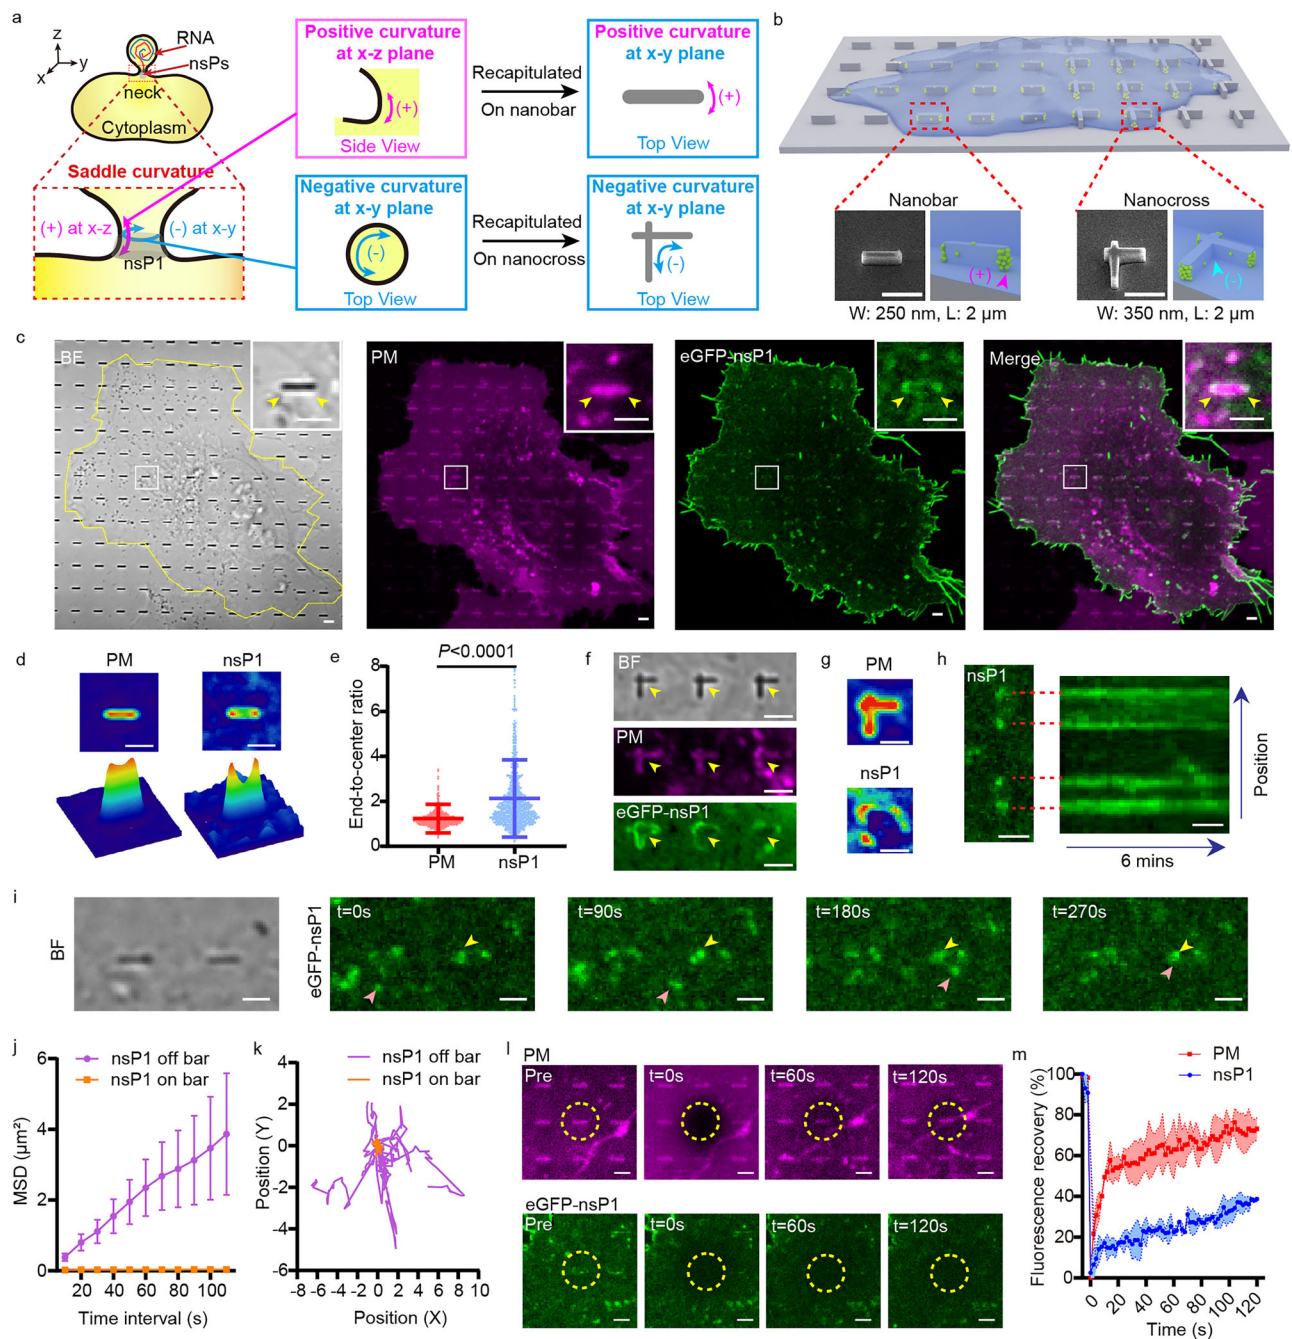 a
z
x
y
RNA
nsPs
neck
Cytoplasm
Saddle curvature
(+) at x-z
(-) at x-y
nsP1
Positive curvature
at x-z plane
(+)
Side View
Recapitulated
On nanobar
Positive curvature
at x-y plane
(+)
Top View
Negative curvature
at x-y plane
(-)
Top View
Recapitulated
On nanocross
Negative curvature
at x-y plane
(-)
Top View
b
Nanobar
(+)
W: 250 nm, L: 2 µm
Nanocross
(-)
W: 350 nm, L: 2 µm
c
BF
PM
eGFP-nsP1
Merge
d
PM
nsP1
e
P<0.0001
End-to-center ratio
8
6
4
2
0
PM
nsP1
f
BF
PM
eGFP-nsP1
g
PM
nsP1
h
nsP1
Position
6 mins
i
BF
eGFP-nsP1
t=0s
t=90s
t=180s
t=270s
j
nsP1 off bar
nsP1 on bar
MSD (µm²)
6
4
2
0
20 40 60 80 100
Time interval (s)
k
nsP1 off bar
nsP1 on bar
Position (Y)
4
2
0
-2
-4
-6
-8 -6 -4 -2 0 2 4 6 8 10
Position (X)
l
PM
Pre
t=0s
t=60s
t=120s
eGFP-nsP1
Pre
t=0s
t=60s
t=120s
m
PM
nsP1
Fluorescence recovery (%)
100
80
60
40
20
0
0 20 40 60 80 100 120
Time (s)